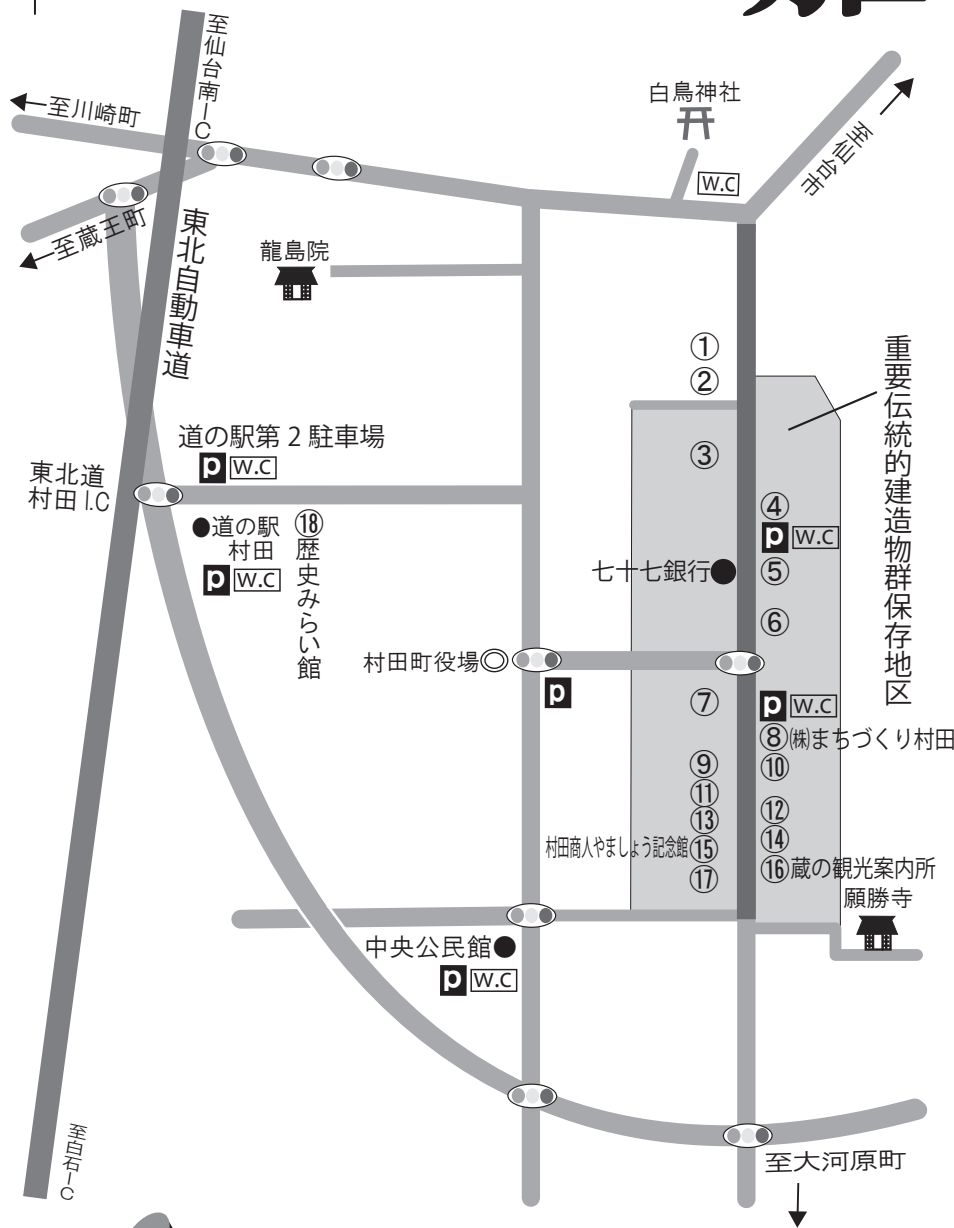 至仙台南IC
←至川崎町
白鳥神社
W.C
至仙台市→
←至蔵王町
東北自動車道
龍島院
重要伝統的建造物群保存地区
①
②
③
道の駅第2駐車場
P W.C
東北道
村田I.C
●道の駅
村田
P W.C
⑱歴史みらい館
④
P W.C
七十七銀行●
⑤
⑥
村田町役場◎
P
⑦
P W.C
⑧㈱まちづくり村田
⑨
⑩
⑪
⑫
⑬
⑭
村田商人やましょう記念館⑮
⑯蔵の観光案内所
⑰
願勝寺
中央公民館●
P W.C
至白石IC
至大河原町
↓